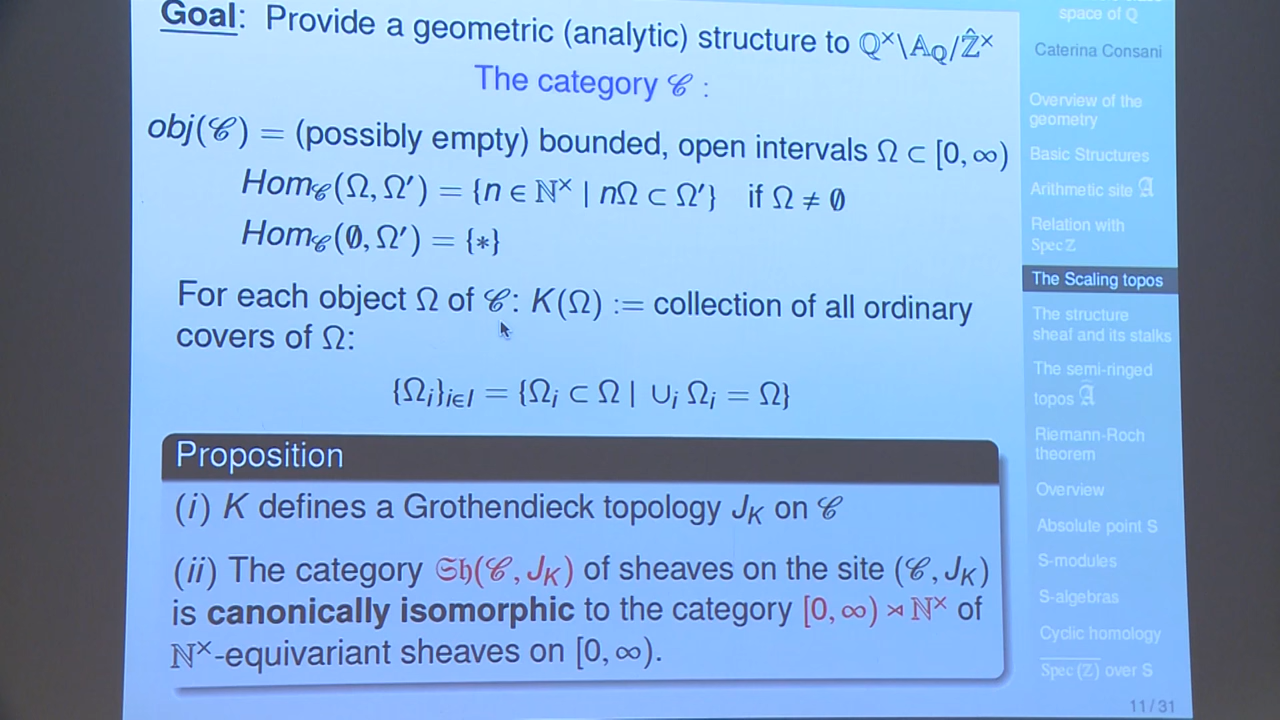 Goal: Provide a geometric (analytic) structure to ℚ×\𝔸_ℚ/Ẑ×
The category 𝒞 :
obj(𝒞) = (possibly empty) bounded, open intervals Ω ⊂ [0, ∞)
Hom_𝒞(Ω, Ω′) = {n ∈ ℕ× | nΩ ⊂ Ω′} if Ω ≠ ∅
Hom_𝒞(∅, Ω′) = {∗}
For each object Ω of 𝒞: K(Ω) := collection of all ordinary
covers of Ω:
{Ω_i}_{i∈I} = {Ω_i ⊂ Ω | ∪_i Ω_i = Ω}
Proposition
(i) K defines a Grothendieck topology J_K on 𝒞
(ii) The category 𝔖𝔥(𝒞, J_K) of sheaves on the site (𝒞, J_K)
is canonically isomorphic to the category [0, ∞) ⋊ ℕ× of
ℕ×-equivariant sheaves on [0, ∞).
space of Q
Caterina Consani
Overview of the
geometry
Basic Structures
Arithmetic site 𝔸
Relation with
Spec ℤ
The Scaling topos
The structure
sheaf and its stalks
The semi-ringed
topos 𝔸̄
Riemann-Roch
theorem
Overview
Absolute point S
S-modules
S-algebras
Cyclic homology
\overline{Spec (ℤ)} over S
11 / 31